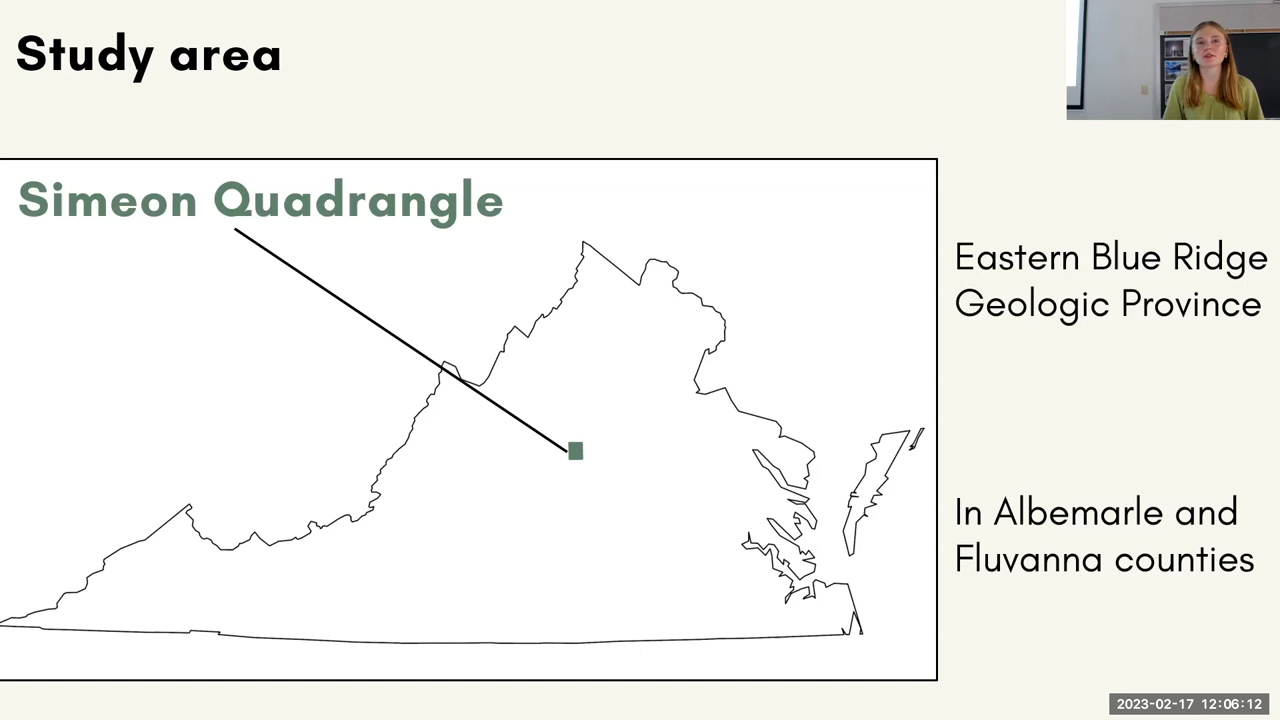 Study area
Simeon Quadrangle
Eastern Blue Ridge
Geologic Province
In Albemarle and
Fluvanna counties
2023-02-17 12:06:12